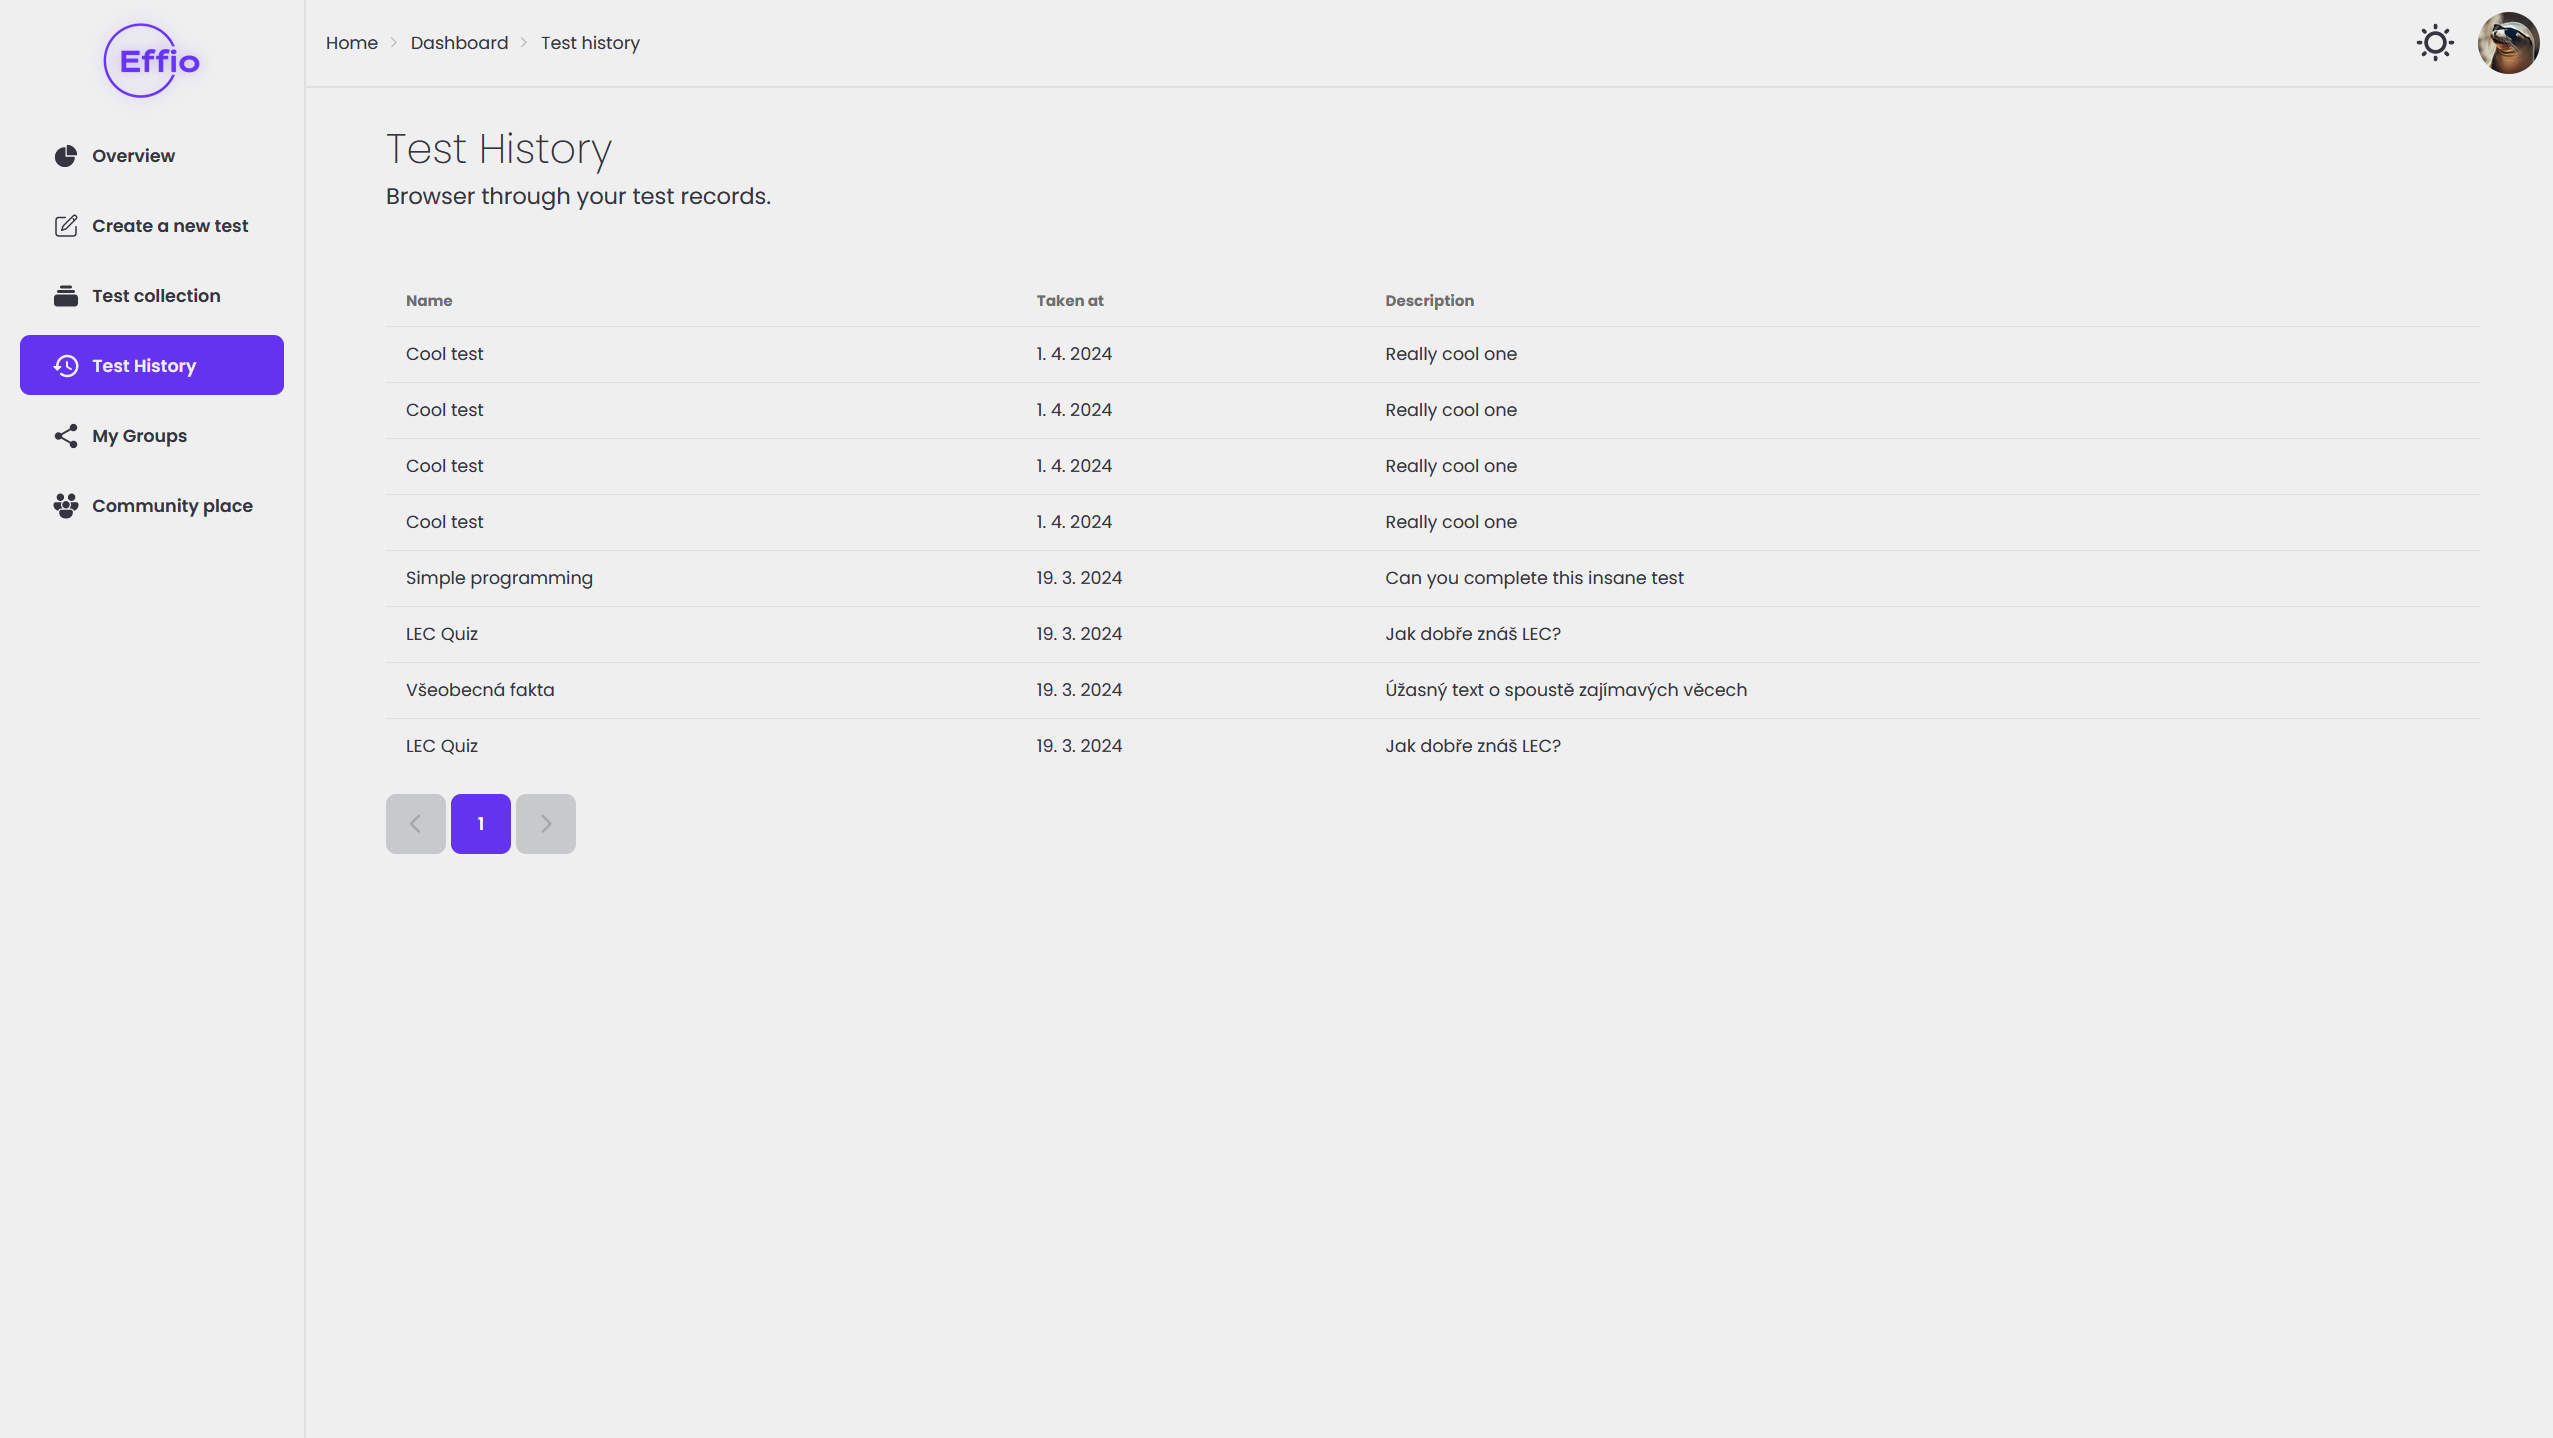 Effio
Home Dashboard Test history
Overview
Create a new test
Test collection
Test History
My Groups
Community place
Test History
Browser through your test records.
Name Taken at Description
Cool test 1. 4. 2024 Really cool one
Cool test 1. 4. 2024 Really cool one
Cool test 1. 4. 2024 Really cool one
Cool test 1. 4. 2024 Really cool one
Simple programming 19. 3. 2024 Can you complete this insane test
LEC Quiz 19. 3. 2024 Jak dobře znáš LEC?
Všeobecná fakta 19. 3. 2024 Úžasný text o spoustě zajímavých věcech
LEC Quiz 19. 3. 2024 Jak dobře znáš LEC?
1